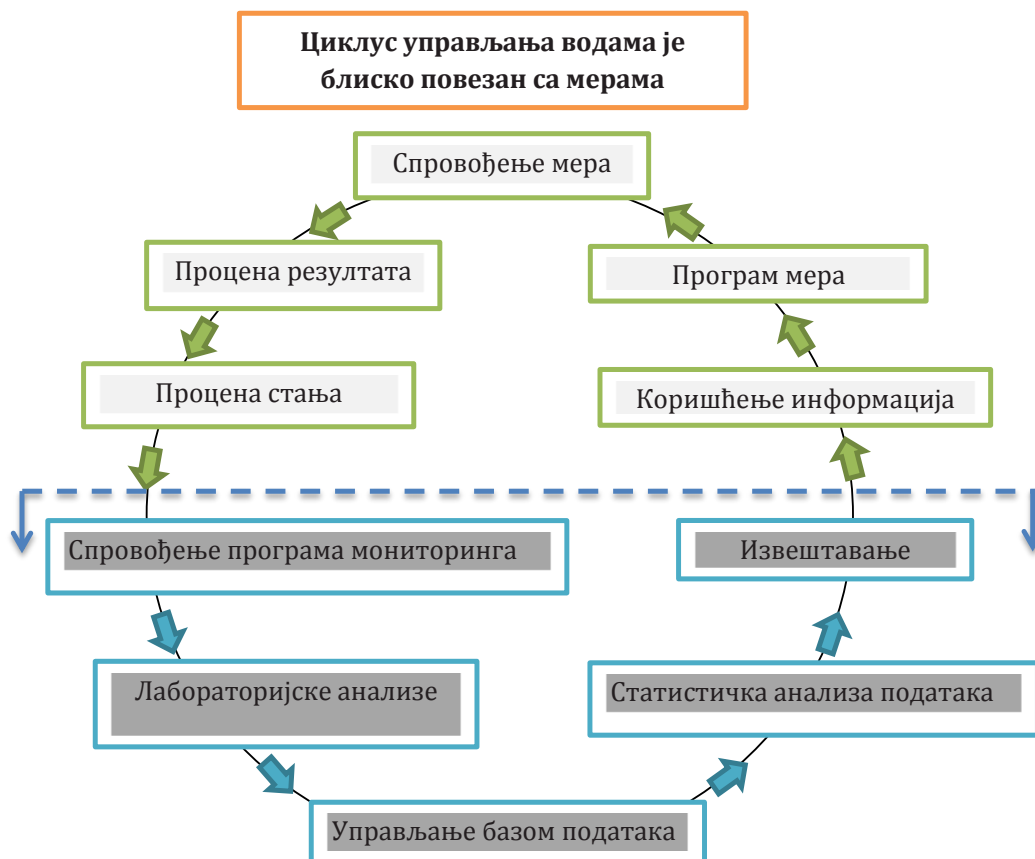 Циклус управљања водама је
блиско повезан са мерама
Спровођење мера
Процена резултата
Програм мера
Процена стања
Коришћење информација
Спровођење програма мониторинга
Извештавање
Лабораторијске анализе
Статистичка анализа података
Управљање базом података